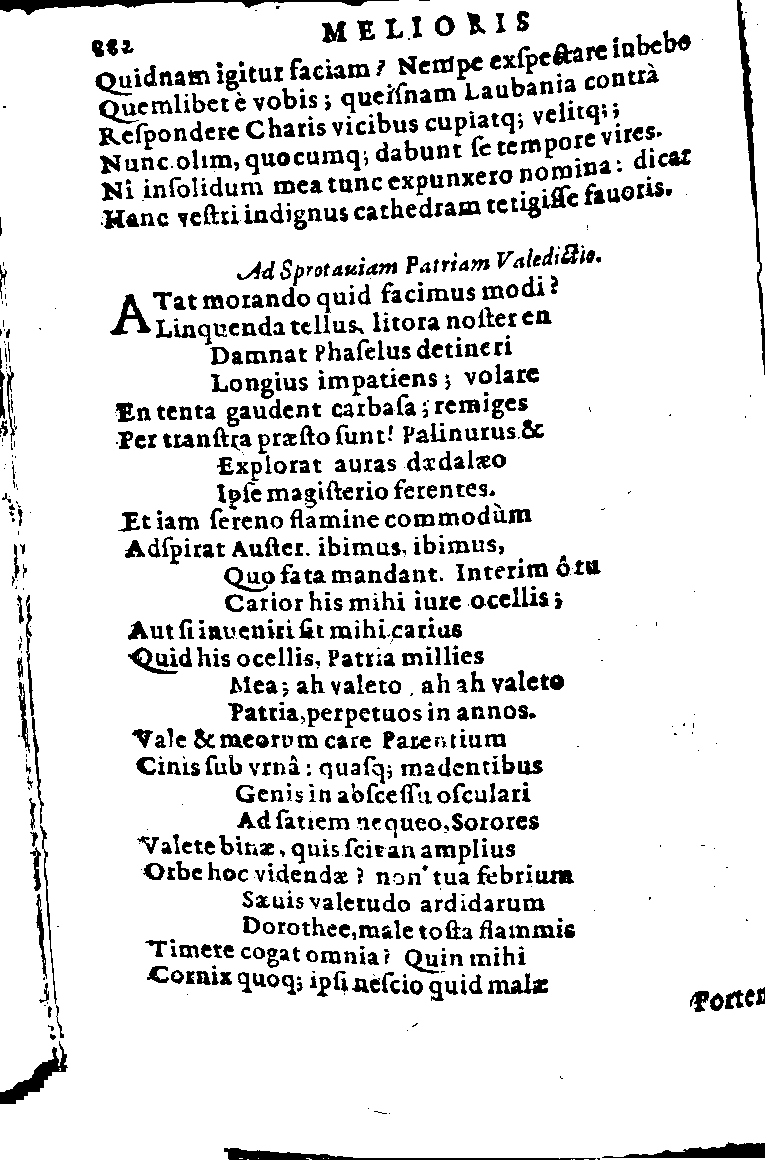 882 MELIORIS
Quidnam igitur faciam? Nempe exſpectare iubebo
Quemlibet è vobis; queiſnam Laubania contrà
Reſpondere Charis vicibus cupiatq; velitq;;
Nunc olim, quocumq; dabunt ſe tempore vires.
Ni inſolidum mea tunc expunxero nomina: dicar
Hanc veſtri indignus cathedram tetigiſſe fauoris.
Ad Sprotauiam Patriam Valedictio.
ATat morando quid facimus modi?
Linquenda tellus, litora noſter en
Damnat Phaſelus detineri
Longius impatiens; volare
En tenta gaudent carbaſa; remiges
Per tranſtra præſto ſunt! Palinurus &
Explorat auras dædalæo
Ipſe magiſterio ferentes.
Et iam ſereno flamine commodùm
Adſpirat Auſter. ibimus, ibimus,
Quo fata mandant. Interim ô tu
Carior his mihi iure ocellis;
Aut ſi inueniri ſit mihi carius
Quid his ocellis, Patria millies
Mea; ah valeto, ah ah valeto
Patria, perpetuos in annos.
Vale & meorum care Parentium
Cinis ſub vrnâ: quaſq; madentibus
Genis in abſceſſu oſculari
Ad ſatiem nequeo, Sorores
Valete binæ, quis ſcit an amplius
Orbe hoc videndæ? non tua febrium
Sæuis valetudo ardidarum
Dorothee, male toſta flammis
Timere cogat omnia? Quin mihi
Cornix quoq; ipſi neſcio quid malæ
Porten